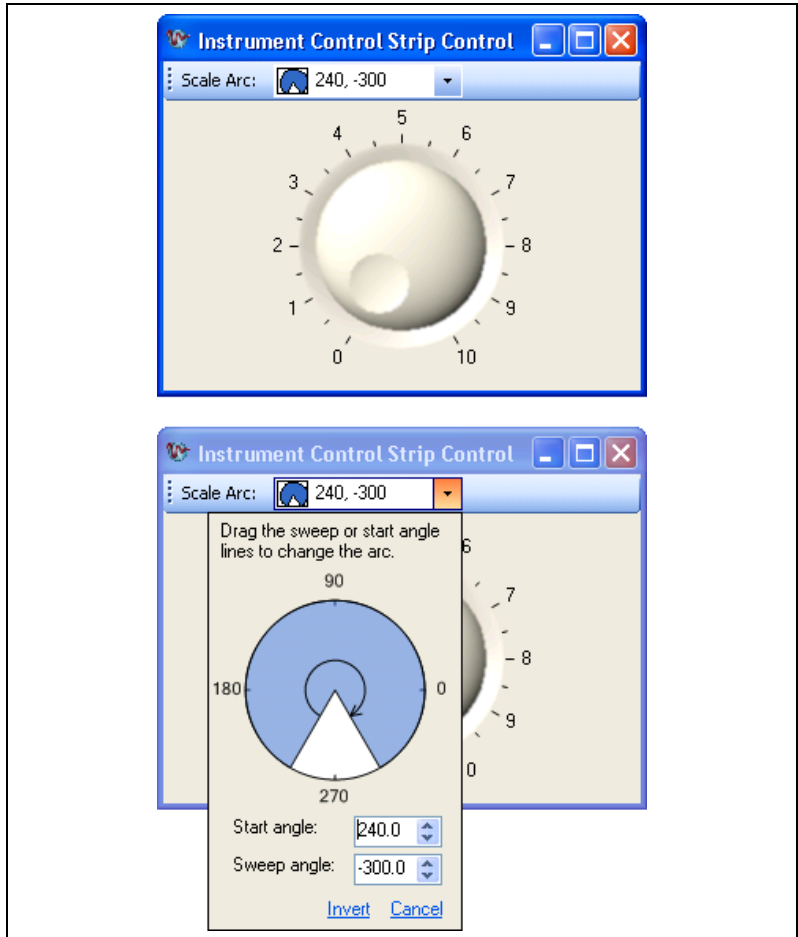 Instrument Control Strip Control
Scale Arc: 240, -300
5
4 6
3 7
2 8
1 9
0 10
Instrument Control Strip Control
Scale Arc: 240, -300
Drag the sweep or start angle
lines to change the arc.
6
90
7
8
180 0
9
0
270
Start angle: 240.0
Sweep angle: -300.0
Invert Cancel